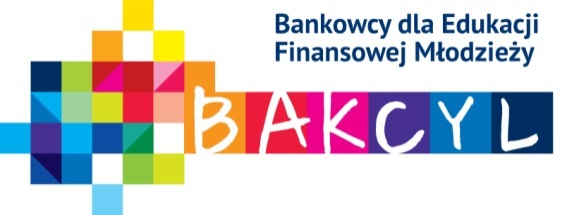 Bankowcy dla Edukacji
Finansowej Młodzieży
BAKCYL